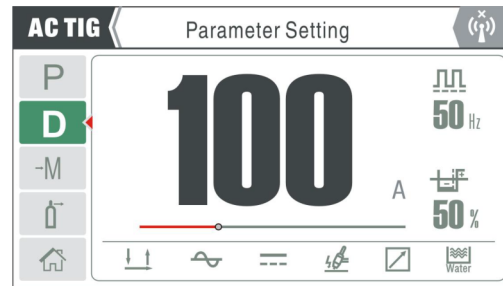 AC TIG Parameter Setting
P
D
→M
100 A
50 Hz
50 %
Water